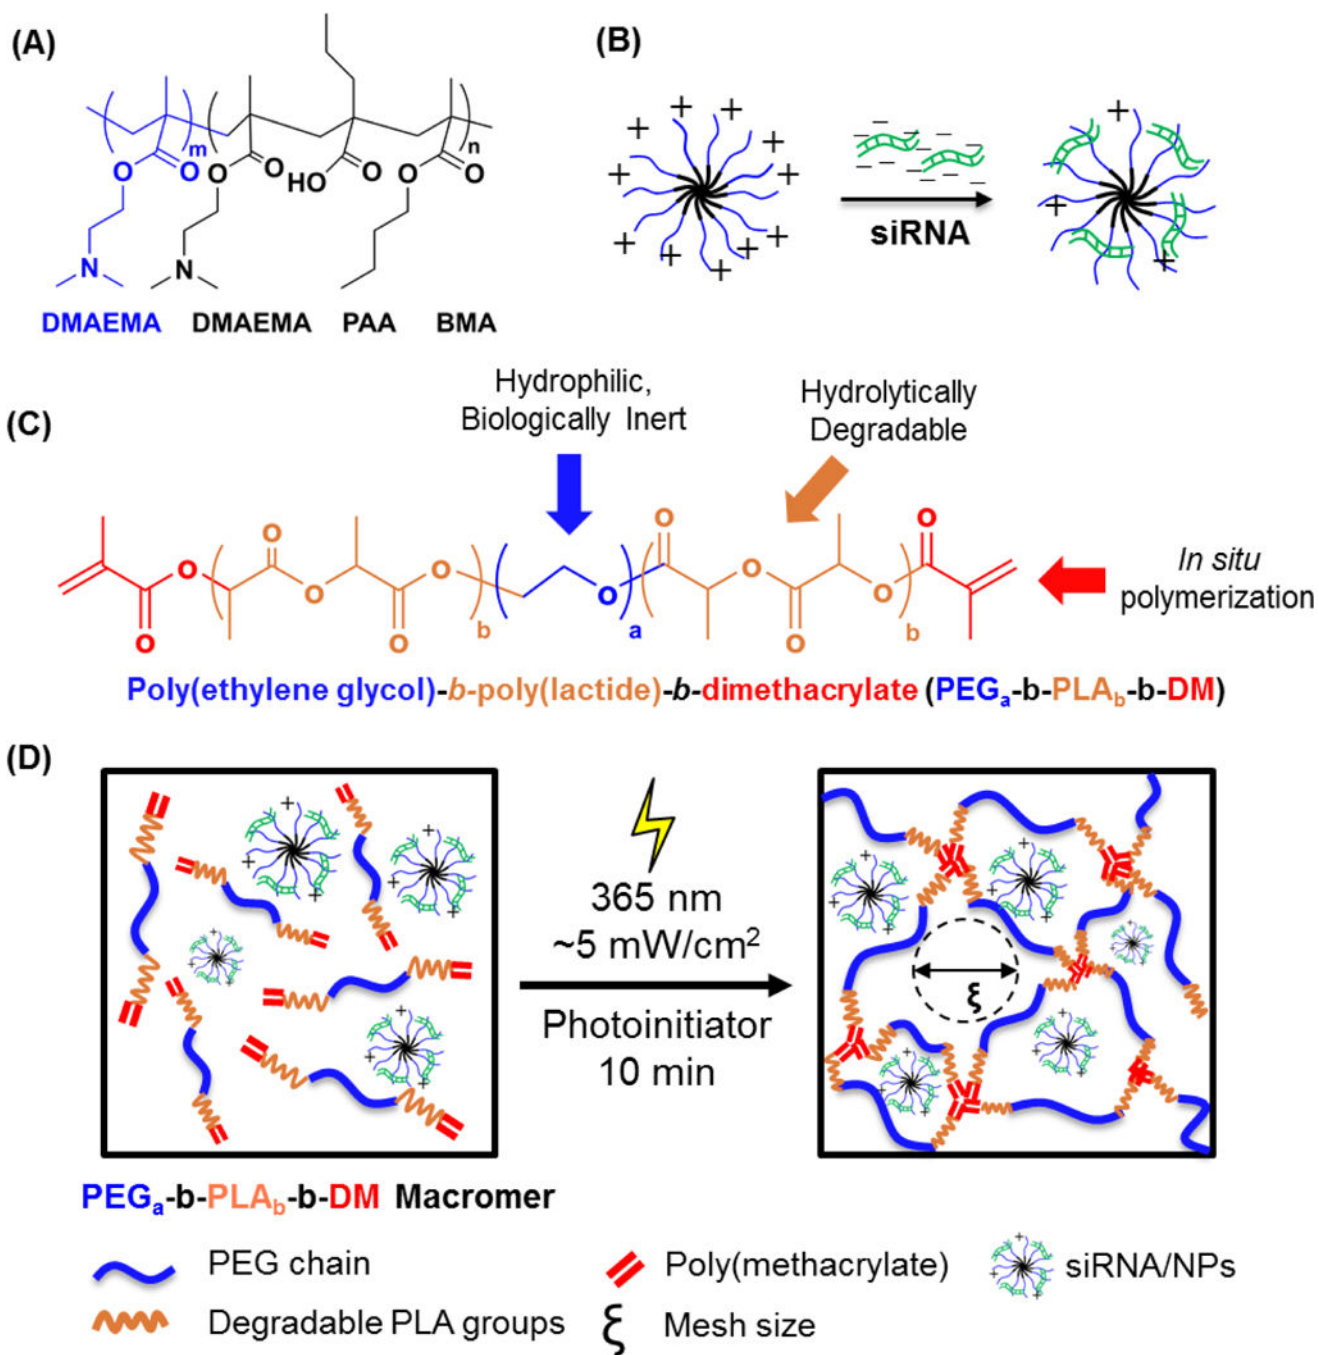 (A)
m
n
O
O
O
O
HO
O
O
O
N
N
DMAEMA DMAEMA PAA BMA
(B)
+ + + + + + + + + + + +
− − − − − − − −
siRNA
+ + +
(C)
Hydrophilic,
Biologically Inert
Hydrolytically
Degradable
O
O
O
O
O
O
b
O
a
O
O
O
O
b
O
In situ
polymerization
Poly(ethylene glycol)-b-poly(lactide)-b-dimethacrylate (PEGa-b-PLAb-b-DM)
(D)
365 nm
~5 mW/cm2
Photoinitiator
10 min
ξ
PEGa-b-PLAb-b-DM Macromer
PEG chain
Poly(methacrylate)
siRNA/NPs
Degradable PLA groups
ξ Mesh size